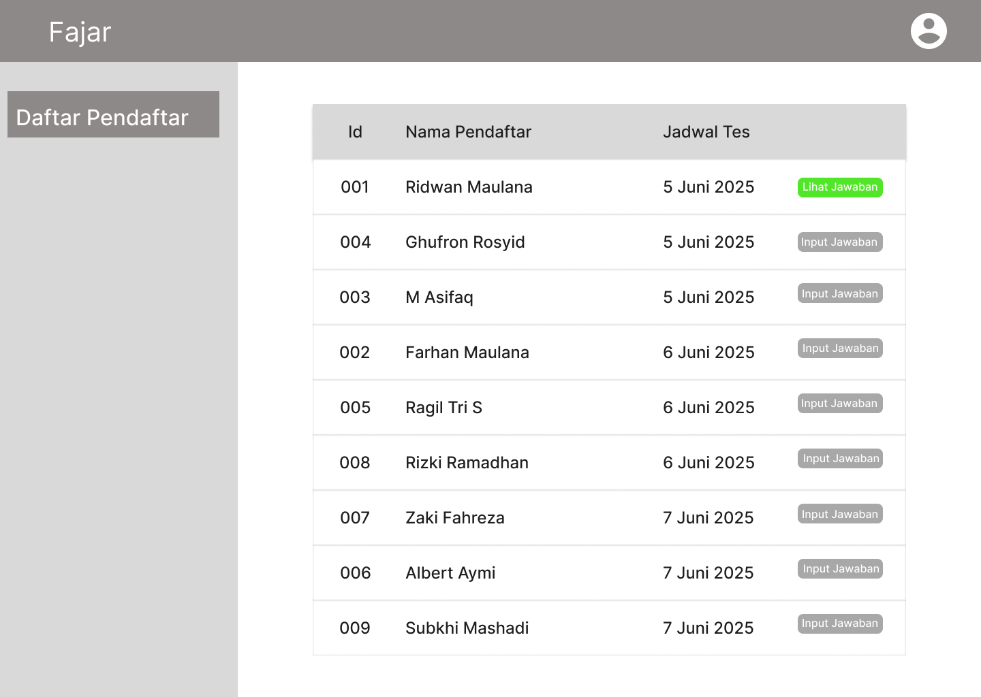 Fajar
Daftar Pendaftar
Id Nama Pendaftar Jadwal Tes
001 Ridwan Maulana 5 Juni 2025 Lihat Jawaban
004 Ghufron Rosyid 5 Juni 2025 Input Jawaban
003 M Asifaq 5 Juni 2025 Input Jawaban
002 Farhan Maulana 6 Juni 2025 Input Jawaban
005 Ragil Tri S 6 Juni 2025 Input Jawaban
008 Rizki Ramadhan 6 Juni 2025 Input Jawaban
007 Zaki Fahreza 7 Juni 2025 Input Jawaban
006 Albert Aymi 7 Juni 2025 Input Jawaban
009 Subkhi Mashadi 7 Juni 2025 Input Jawaban